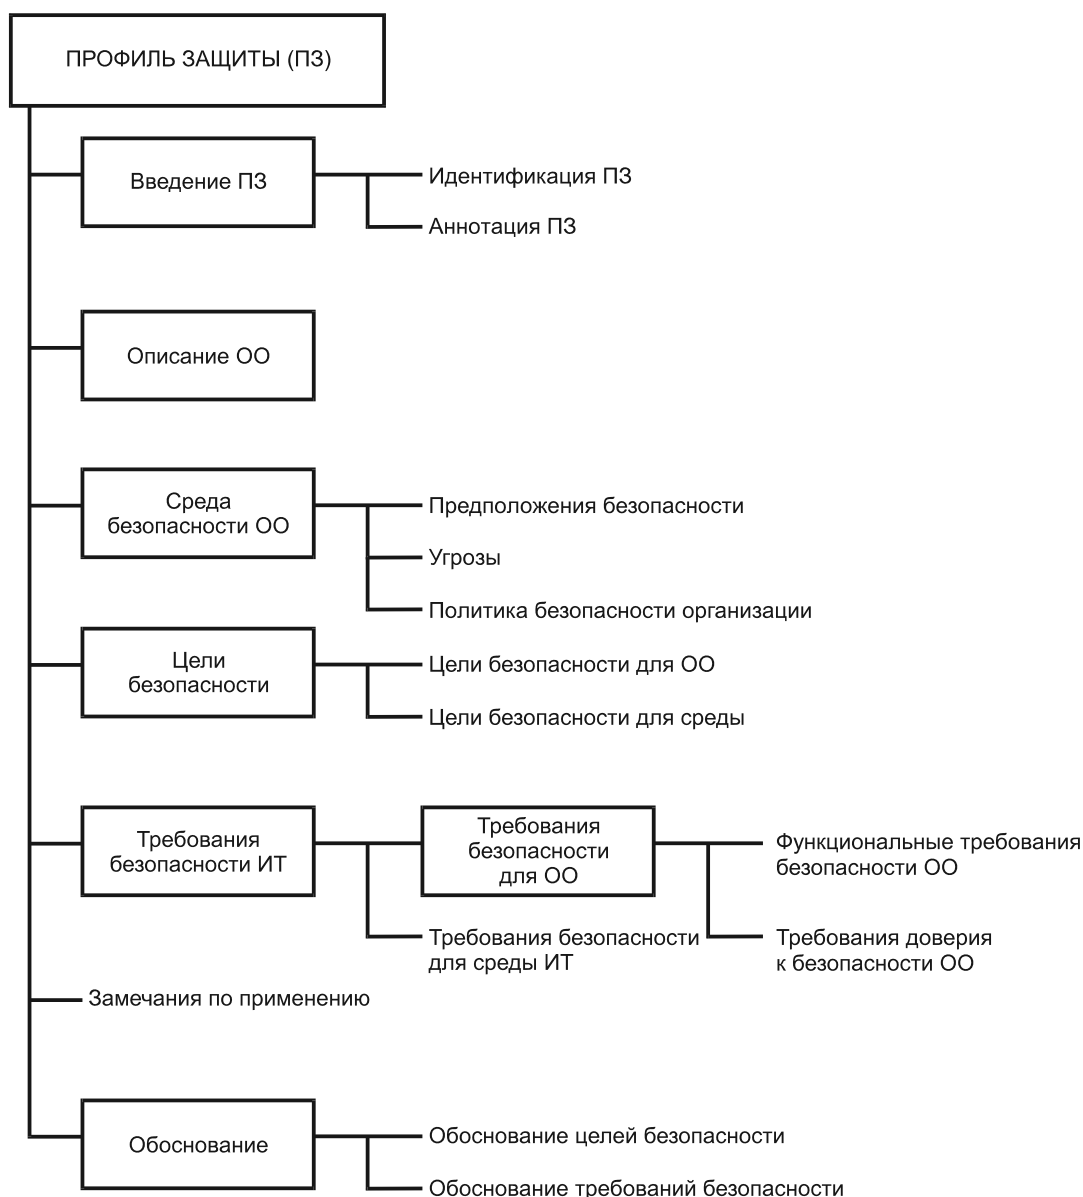 ПРОФИЛЬ ЗАЩИТЫ (ПЗ)
Введение ПЗ
Идентификация ПЗ
Аннотация ПЗ
Описание ОО
Среда
безопасности ОО
Предположения безопасности
Угрозы
Политика безопасности организации
Цели
безопасности
Цели безопасности для ОО
Цели безопасности для среды
Требования
безопасности ИТ
Требования
безопасности
для ОО
Функциональные требования
безопасности ОО
Требования безопасности
для среды ИТ
Требования доверия
к безопасности ОО
Замечания по применению
Обоснование
Обоснование целей безопасности
Обоснование требований безопасности